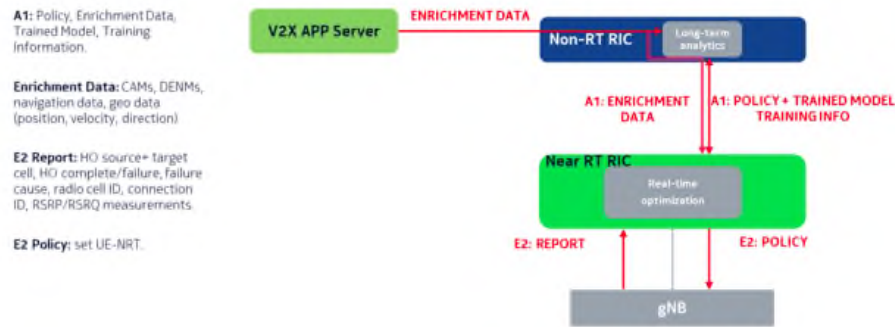 A1: Policy, Enrichment Data,
Trained Model, Training
Information.
Enrichment Data: CAMs, DENMs,
navigation data, geo data
(position, velocity, direction)
E2 Report: HO source+ target
cell, HO complete/failure, failure
cause, radio cell ID, connection
ID, RSRP/RSRQ measurements.
E2 Policy: set UE-NRT.
V2X APP Server
ENRICHMENT DATA
Non-RT RIC
Long-term
analytics
A1: ENRICHMENT
DATA
A1: POLICY + TRAINED MODEL
TRAINING INFO
Near RT RIC
Real-time
optimization
E2: REPORT
E2: POLICY
gNB